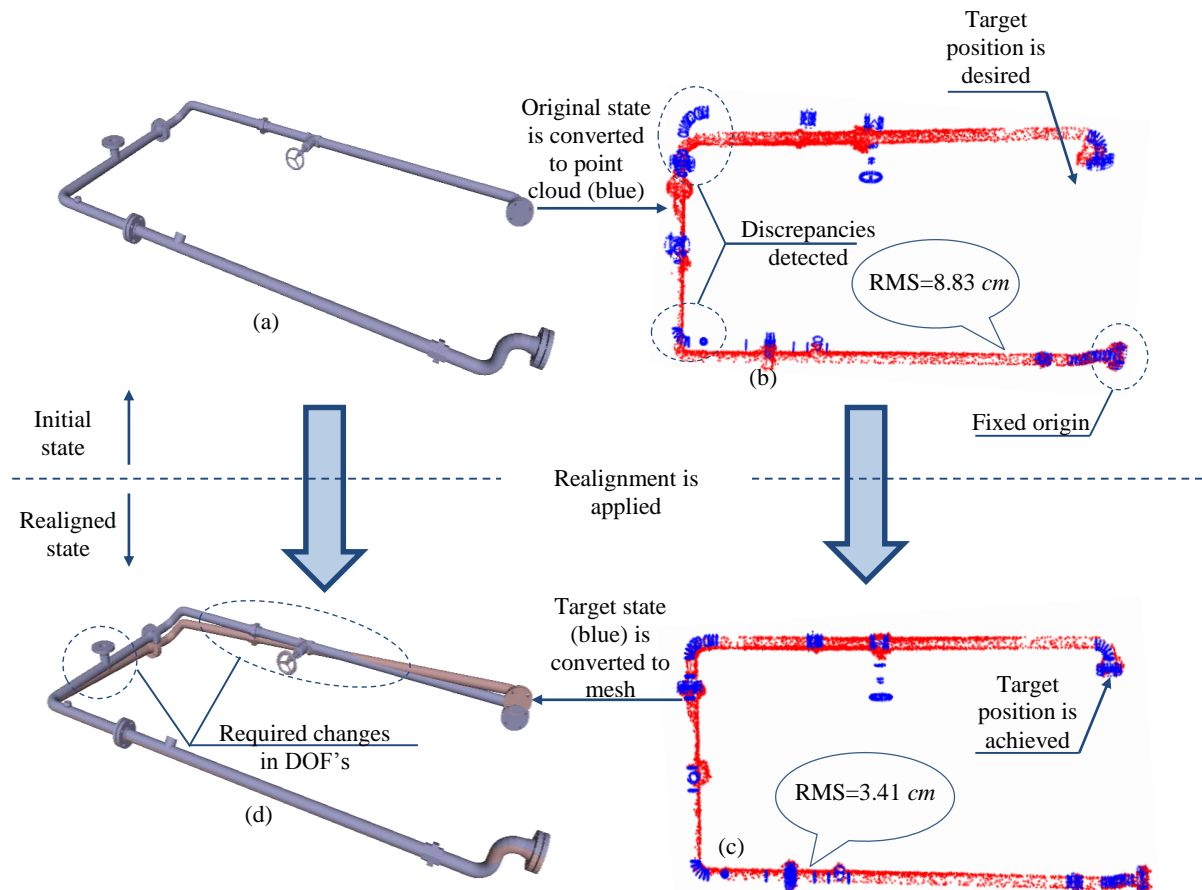 Target
position is
desired
Original state
is converted
to point
cloud (blue)
Discrepancies
detected
RMS=8.83 cm
(a)
(b)
Fixed origin
Initial
state
Realignment is
applied
Realigned
state
Target state
(blue) is
converted to
mesh
Target
position is
achieved
Required changes
in DOF's
RMS=3.41 cm
(d)
(c)